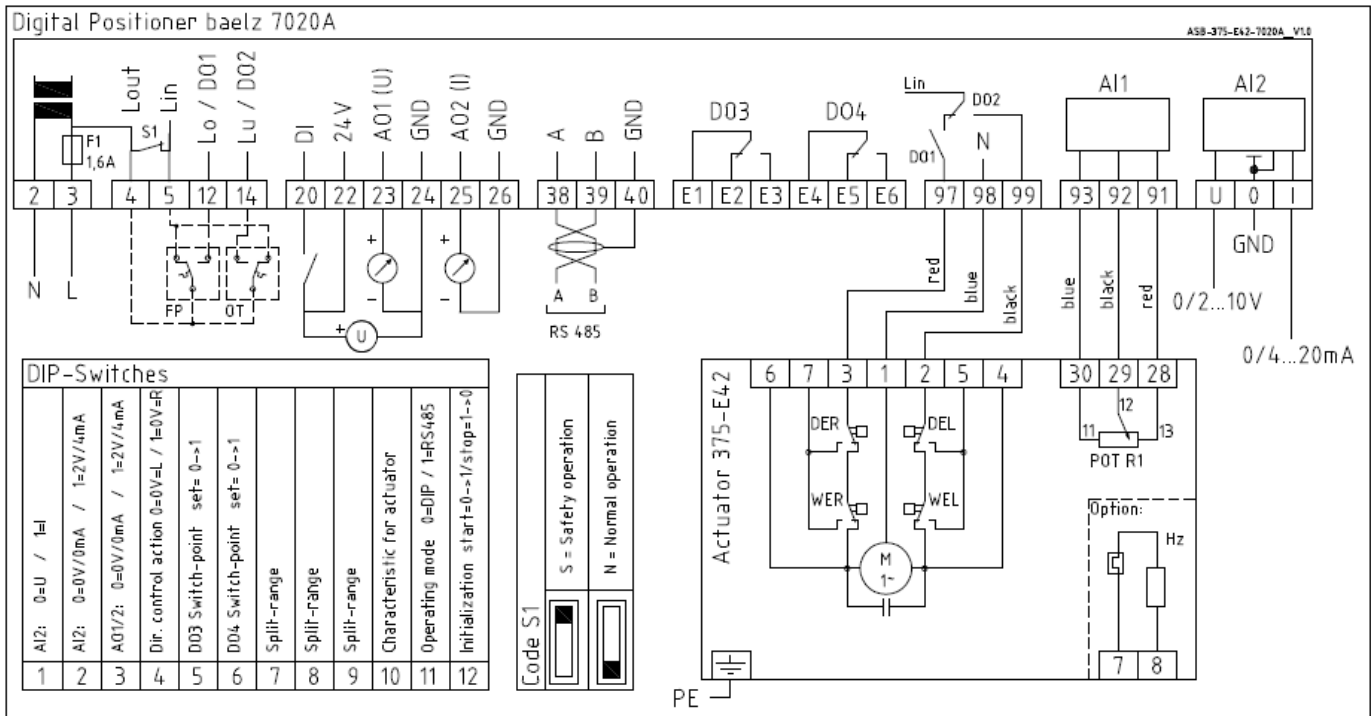 Digital Positioner baelz 7020A
ASB-375-E42-7020A_V1.0
Lout
Lin
Lo / DO1
Lu / DO2
DI
24V
AO1 (U)
GND
AO2 (I)
GND
A
B
GND
DO3
DO4
Lin
DO2
DO1
N
AI1
AI2
F1
1,6A
S1
2 3 4 5 12 14 20 22 23 24 25 26 38 39 40 E1 E2 E3 E4 E5 E6 97 98 99 93 92 91 U 0 I
GND
N L
FP OT
+ - + -
+ U
A B
RS 485
red
blue
black
blue
black
red
0/2...10V
0/4...20mA
Actuator 375-E42
6 7 3 1 2 5 4 30 29 28
DER DEL
WER WEL
M
1~
12
11 13
POT R1
Option:
Hz
7 8
PE
DIP-Switches
AI2: 0=U / 1=I
AI2: 0=0V/0mA / 1=2V/4mA
AO1/2: 0=0V/0mA / 1=2V/4mA
Dir. control action 0=0V=L / 1=0V=R
DO3 Switch-point set= 0->1
DO4 Switch-point set= 0->1
Split-range
Split-range
Split-range
Characteristic for actuator
Operating mode 0=DIP / 1=RS485
Initialization start=0->1/stop=1->0
1 2 3 4 5 6 7 8 9 10 11 12
Code S1
S = Safety operation
N = Normal operation